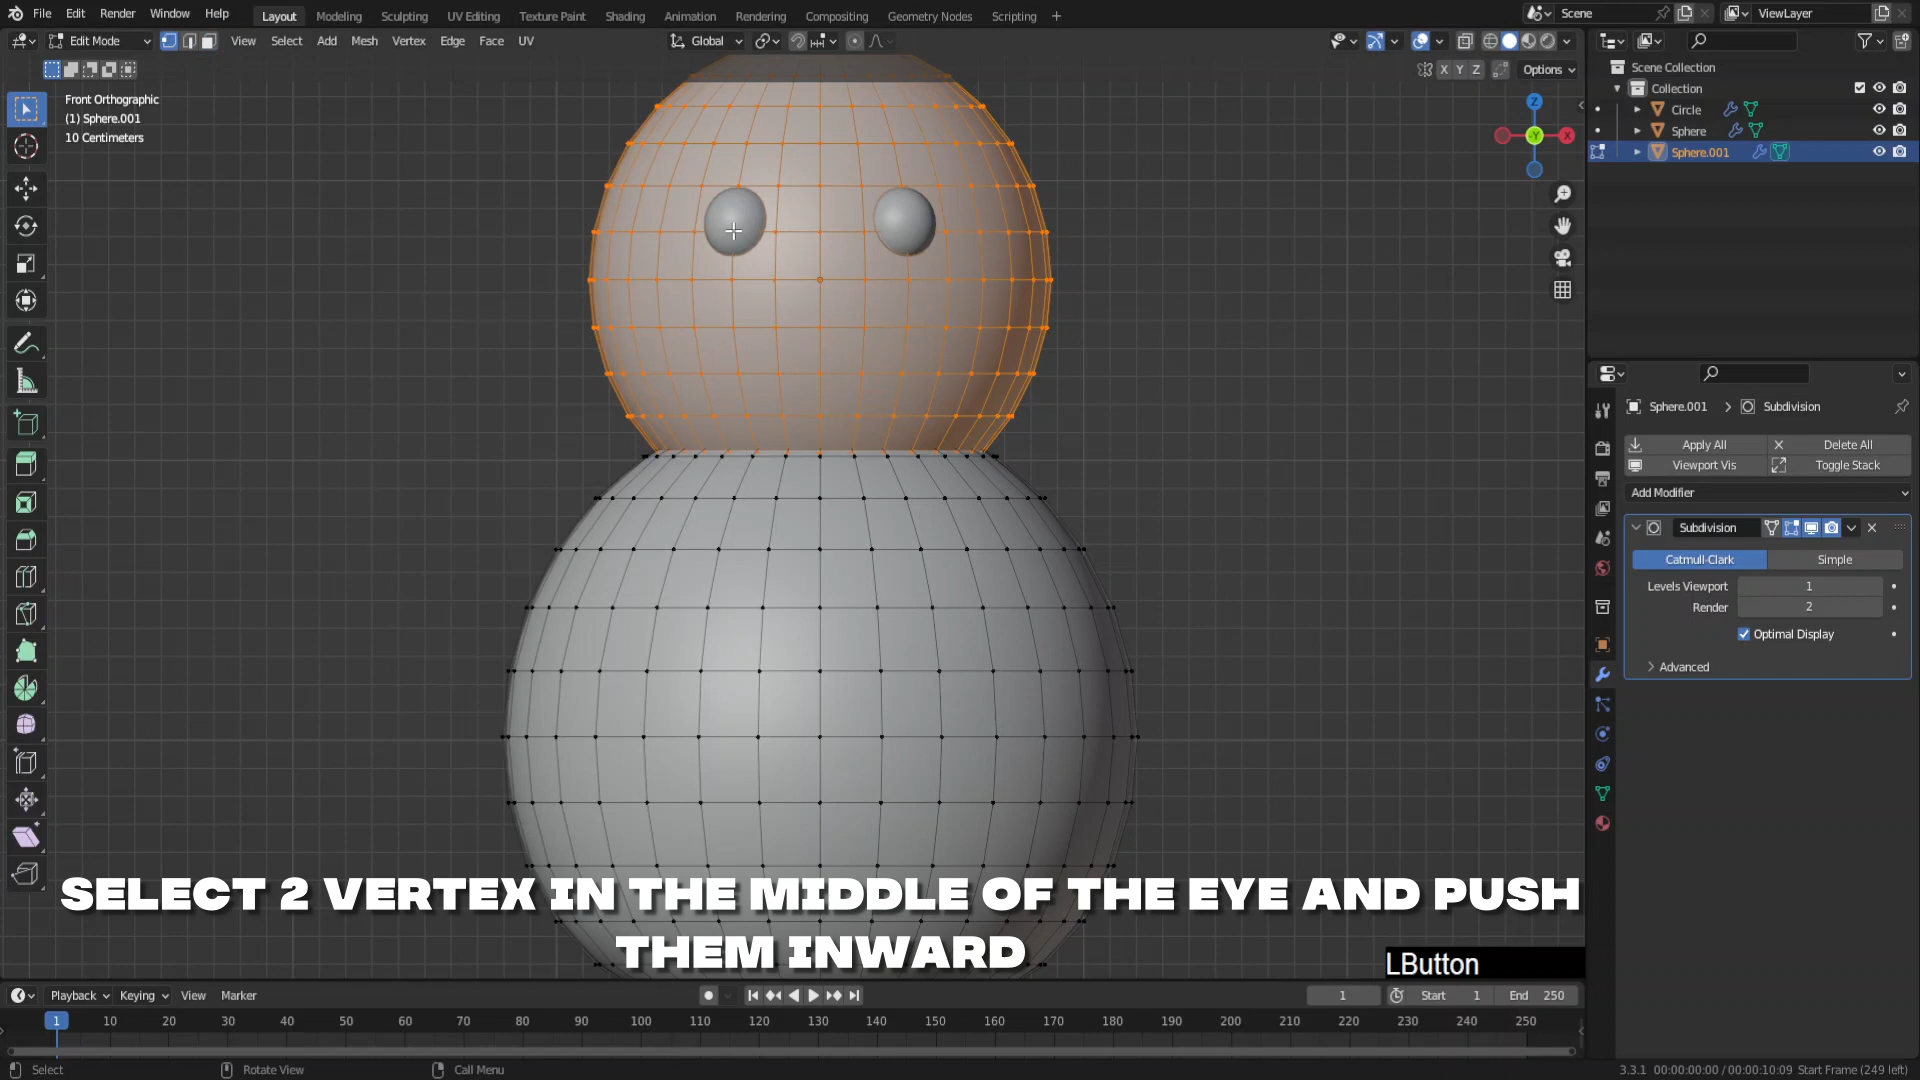 File Edit Render Window Help Layout Modeling Sculpting UV Editing Texture Paint Shading Animation Rendering Compositing Geometry Nodes Scripting + Scene ViewLayer
Edit Mode View Select Add Mesh Vertex Edge Face UV Global
X Y Z Options
Front Orthographic
(1) Sphere.001
10 Centimeters
Z
-Y X
Scene Collection
Collection
Circle
Sphere
Sphere.001
Sphere.001 > Subdivision
Apply All Delete All
Viewport Vis Toggle Stack
Add Modifier
Subdivision
Catmull-Clark Simple
Levels Viewport 1
Render 2
Optimal Display
Advanced
SELECT 2 VERTEX IN THE MIDDLE OF THE EYE AND PUSH
THEM INWARD
LButton
Playback Keying View Marker 1 Start 1 End 250
1 10 20 30 40 50 60 70 80 90 100 110 120 130 140 150 160 170 180 190 200 210 220 230 240 250
Select Rotate View Call Menu 3.3.1 00:00:00:00 / 00:00:10:09 Start Frame (249 left)